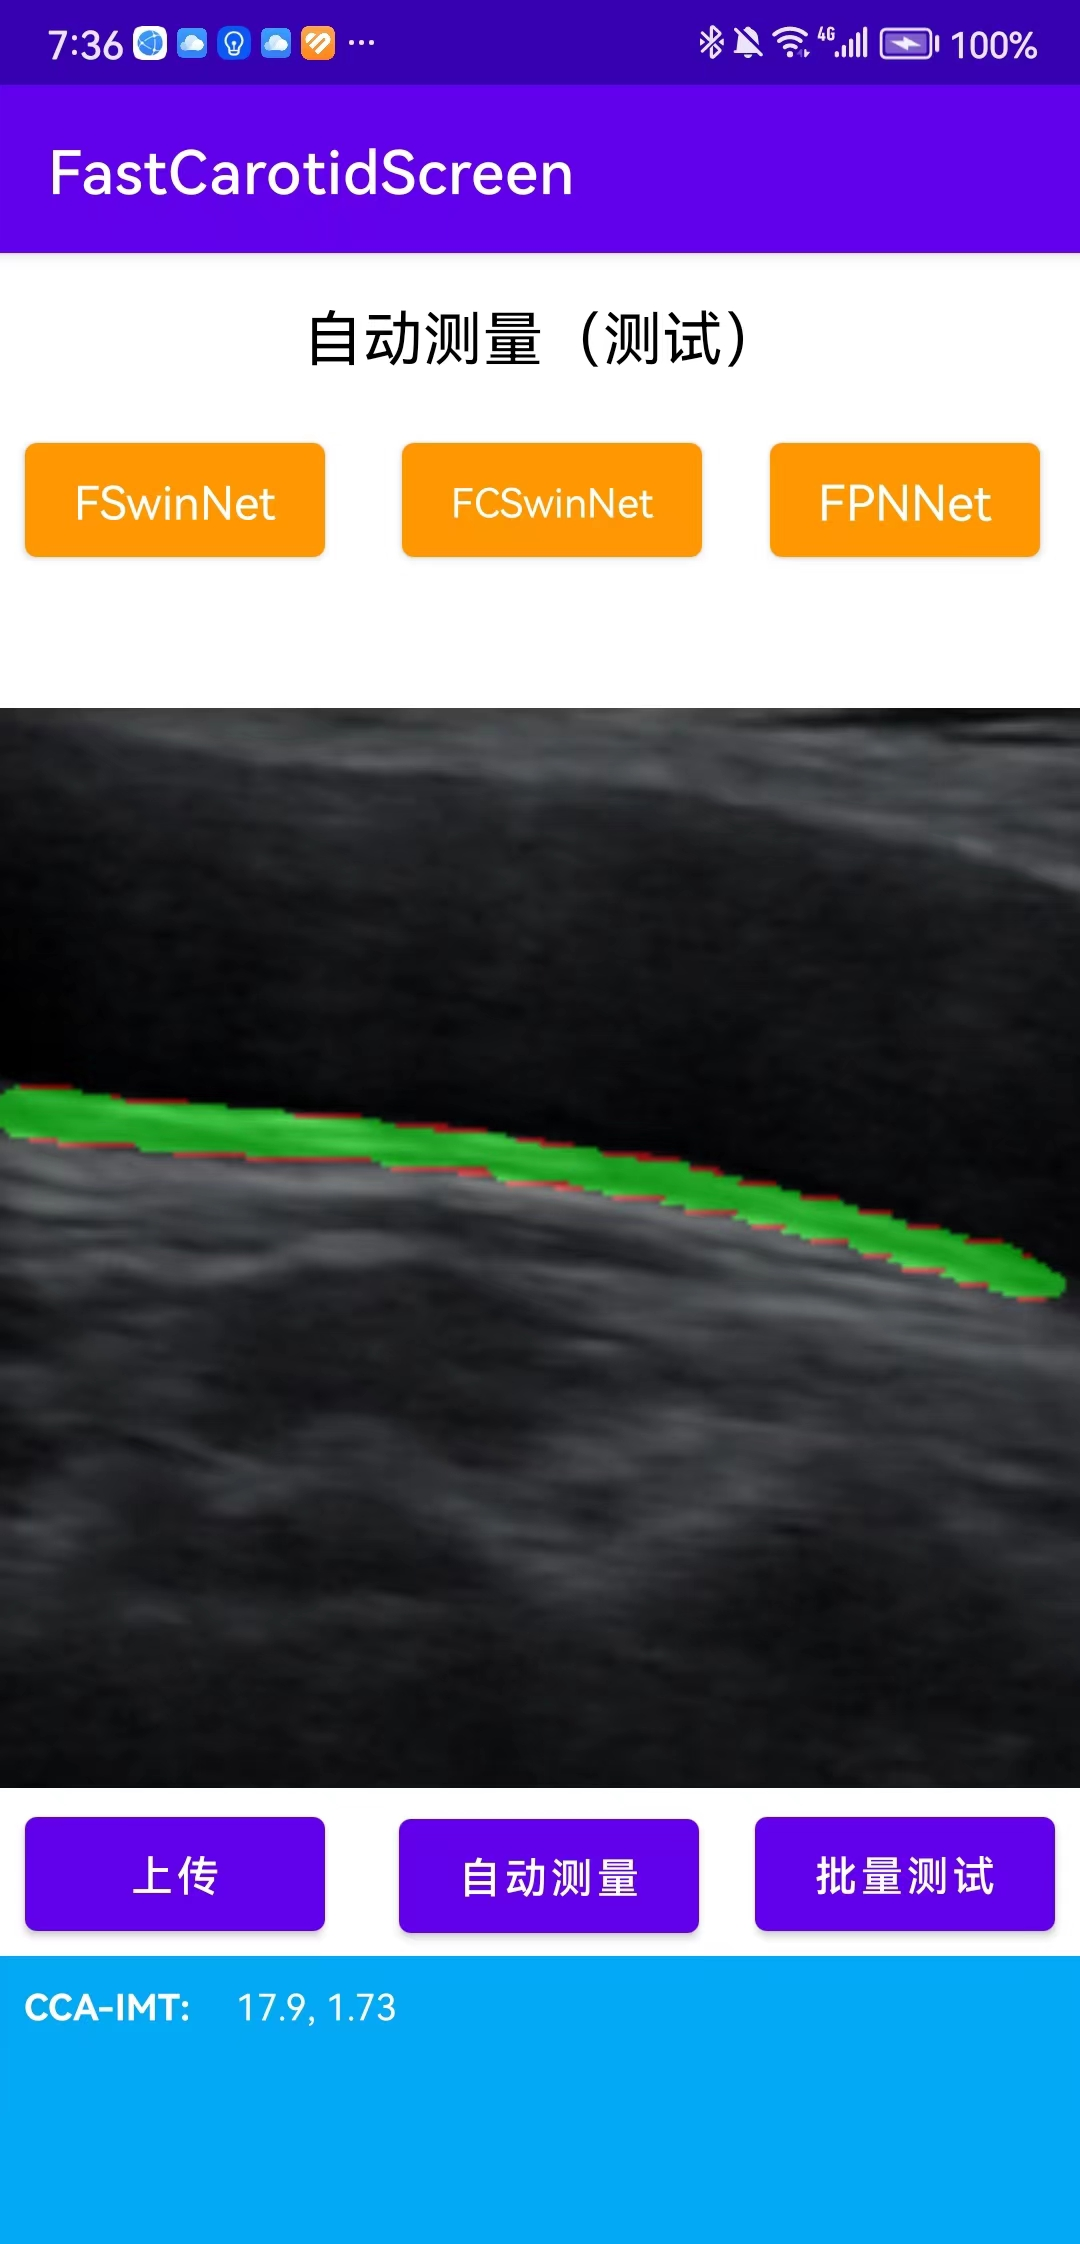 7:36 4G 100%
FastCarotidScreen
自动测量（测试）
FSwinNet FCSwinNet FPNNet
上传 自动测量 批量测试
CCA-IMT: 17.9, 1.73